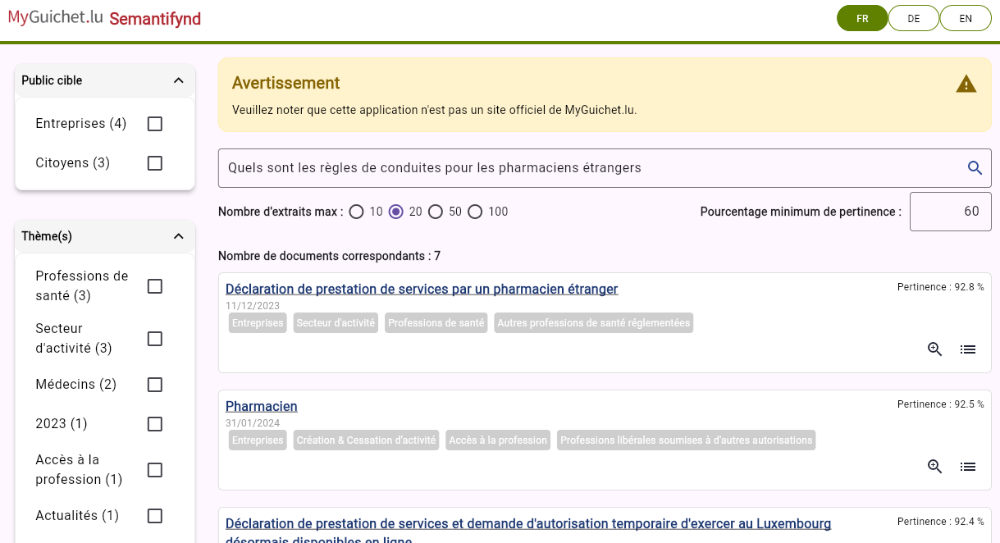 MyGuichet.lu Semantifynd
FR
DE
EN
Public cible
Entreprises (4)
Citoyens (3)
Thème(s)
Professions de
santé (3)
Secteur
d'activité (3)
Médecins (2)
2023 (1)
Accès à la
profession (1)
Actualités (1)
Avertissement
Veuillez noter que cette application n'est pas un site officiel de MyGuichet.lu.
Quels sont les règles de conduites pour les pharmaciens étrangers
Nombre d'extraits max : 10 20 50 100
Pourcentage minimum de pertinence : 60
Nombre de documents correspondants : 7
Déclaration de prestation de services par un pharmacien étranger
Pertinence : 92.8 %
11/12/2023
Entreprises Secteur d'activité Professions de santé Autres professions de santé réglementées
Pharmacien
Pertinence : 92.5 %
31/01/2024
Entreprises Création & Cessation d'activité Accès à la profession Professions libérales soumises à d'autres autorisations
Déclaration de prestation de services et demande d'autorisation temporaire d'exercer au Luxembourg
Pertinence : 92.4 %
désormais disponibles en ligne